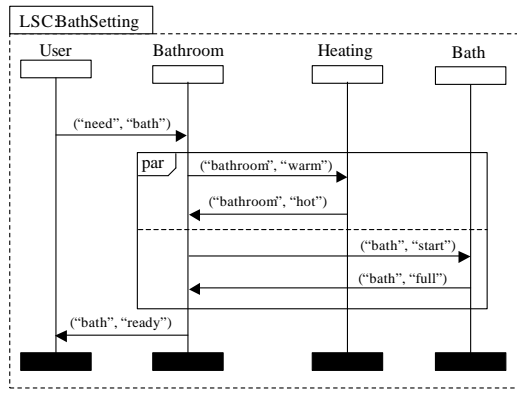 LSC:BathSetting
User Bathroom Heating Bath
(“need”, “bath”)
par
(“bathroom”, “warm”)
(“bathroom”, “hot”)
(“bath”, “start”)
(“bath”, “full”)
(“bath”, “ready”)